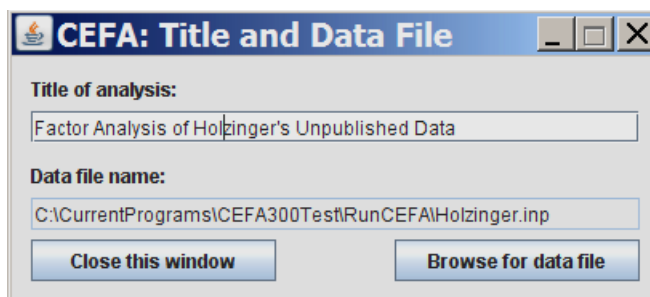 CEFA: Title and Data File
Title of analysis:
Factor Analysis of Holzinger's Unpublished Data
Data file name:
C:\CurrentPrograms\CEFA300Test\RunCEFA\Holzinger.inp
Close this window Browse for data file